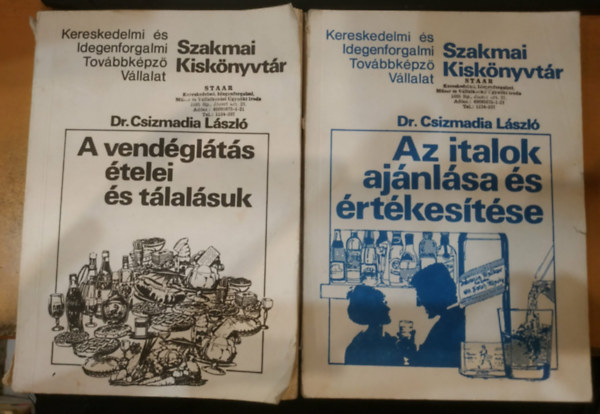 Kereskedelmi és
Idegenforgalmi
Továbbképző
Vállalat
Szakmai
Kiskönyvtár
STAAR
Dr. Csizmadia László
A vendéglátás
ételei
és tálalásuk
Kereskedelmi és
Idegenforgalmi
Továbbképző
Vállalat
Szakmai
Kiskönyvtár
STAAR
Dr. Csizmadia László
Az italok
ajánlása és
értékesítése